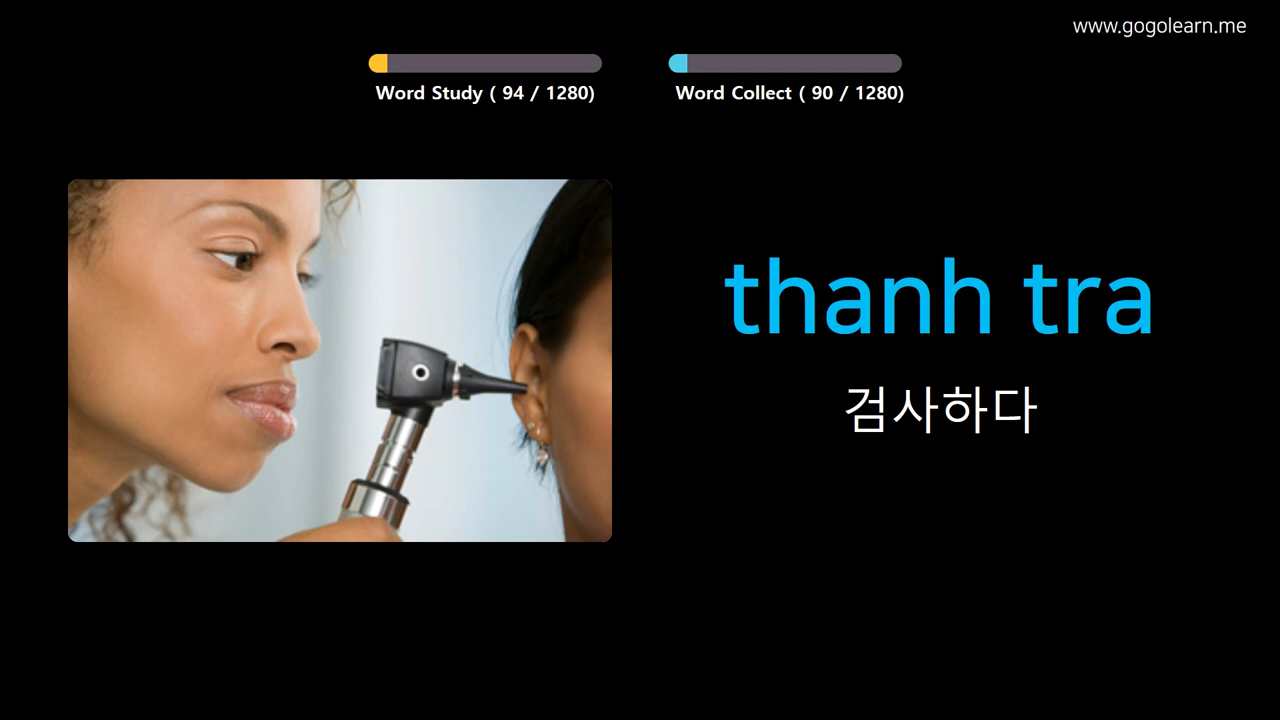 www.gogolearn.me
Word Study ( 94 / 1280)
Word Collect ( 90 / 1280)
thanh tra
검사하다